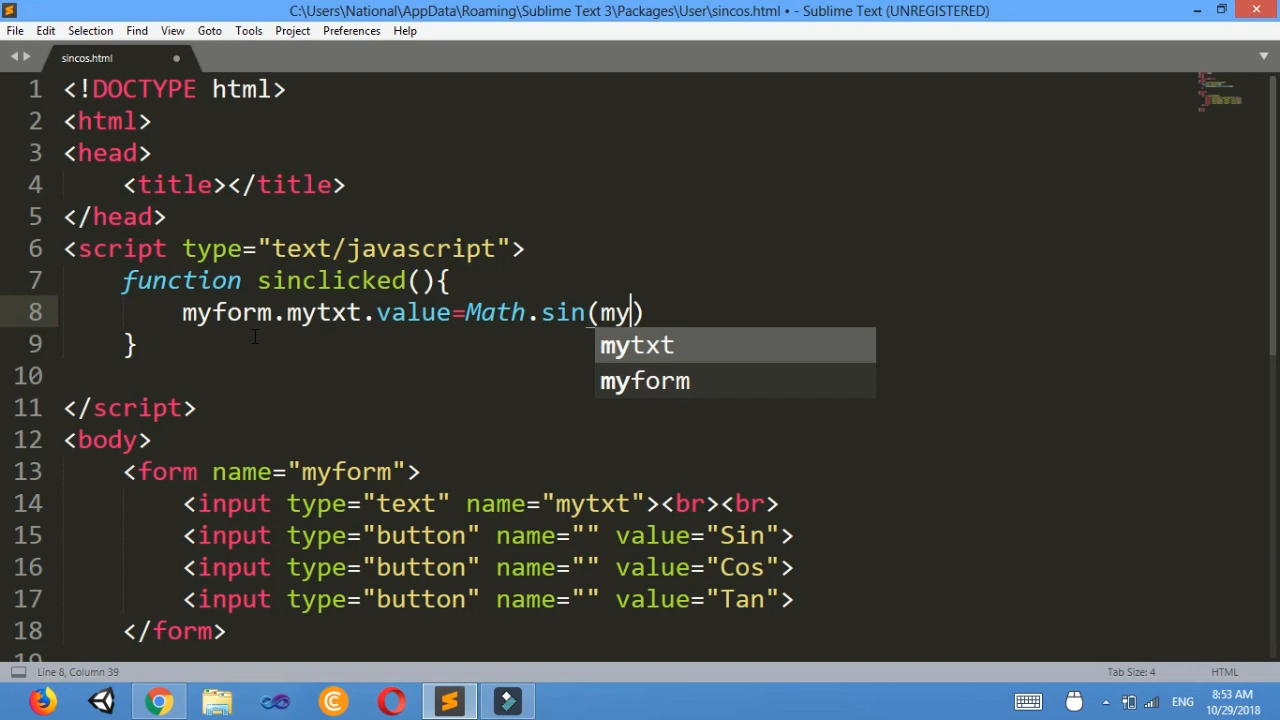 C:\Users\National\AppData\Roaming\Sublime Text 3\Packages\User\sincos.html • - Sublime Text (UNREGISTERED)
File Edit Selection Find View Goto Tools Project Preferences Help
sincos.html
1 <!DOCTYPE html>
2 <html>
3 <head>
4 <title></title>
5 </head>
6 <script type="text/javascript">
7 function sinclicked(){
8 myform.mytxt.value=Math.sin(my)
mytxt
9 }
myform
10
11 </script>
12 <body>
13 <form name="myform">
14 <input type="text" name="mytxt"><br><br>
15 <input type="button" name="" value="Sin">
16 <input type="button" name="" value="Cos">
17 <input type="button" name="" value="Tan">
18 </form>
19
Line 8, Column 39 Tab Size: 4 HTML
ENG 8:53 AM
10/29/2018